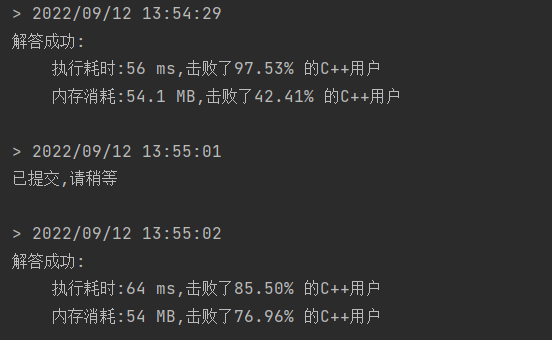 > 2022/09/12 13:54:29
解答成功:
执行耗时:56 ms,击败了97.53% 的C++用户
内存消耗:54.1 MB,击败了42.41% 的C++用户
> 2022/09/12 13:55:01
已提交,请稍等
> 2022/09/12 13:55:02
解答成功:
执行耗时:64 ms,击败了85.50% 的C++用户
内存消耗:54 MB,击败了76.96% 的C++用户